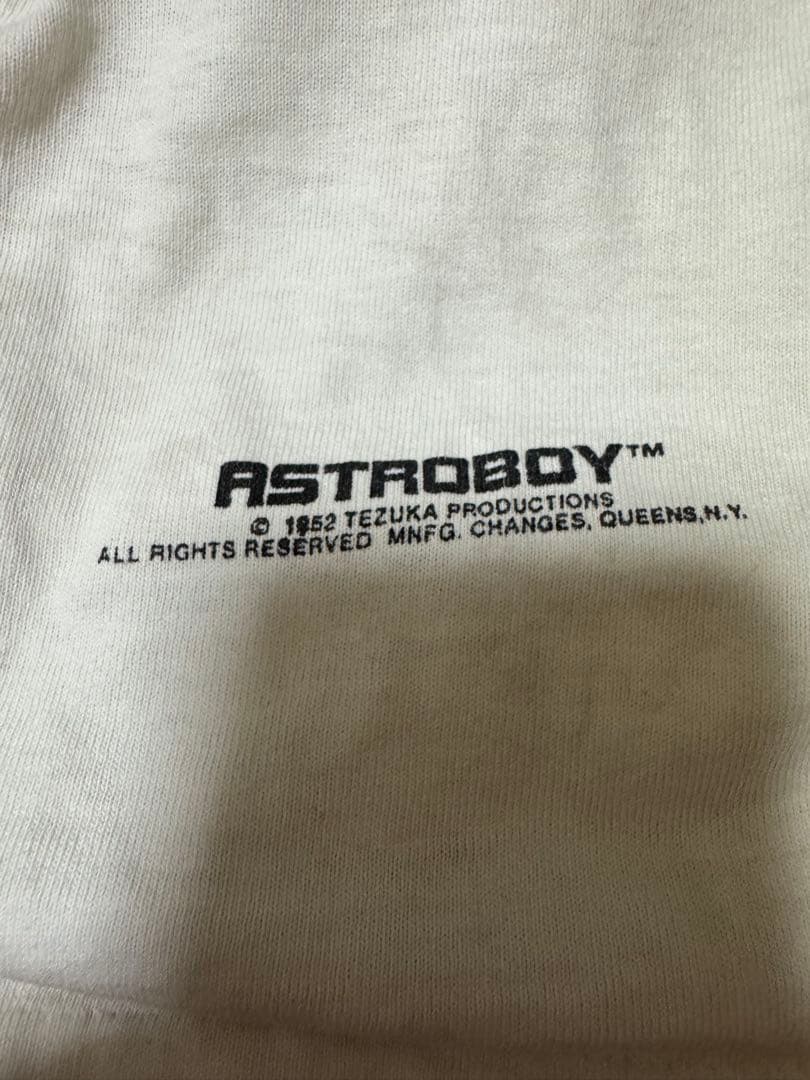 ASTROBOY™
© 1952 TEZUKA PRODUCTIONS
ALL RIGHTS RESERVED MNFG. CHANGES, QUEENS,N.Y.